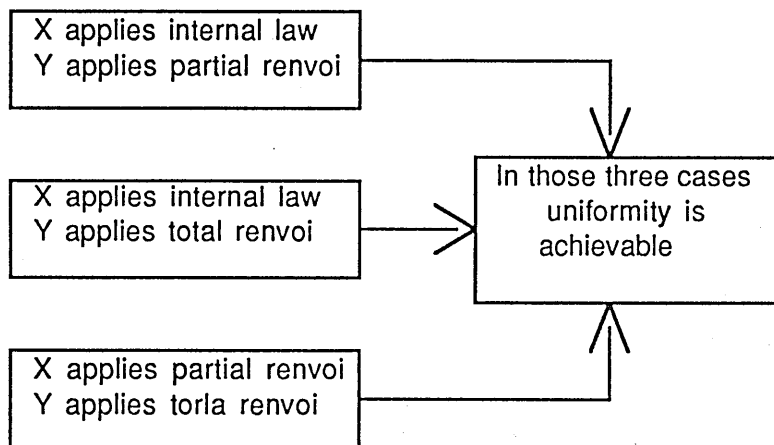 X applies internal law
Y applies partial renvoi
X applies internal law
Y applies total renvoi
In those three cases
uniformity is
achievable
X applies partial renvoi
Y applies torla renvoi